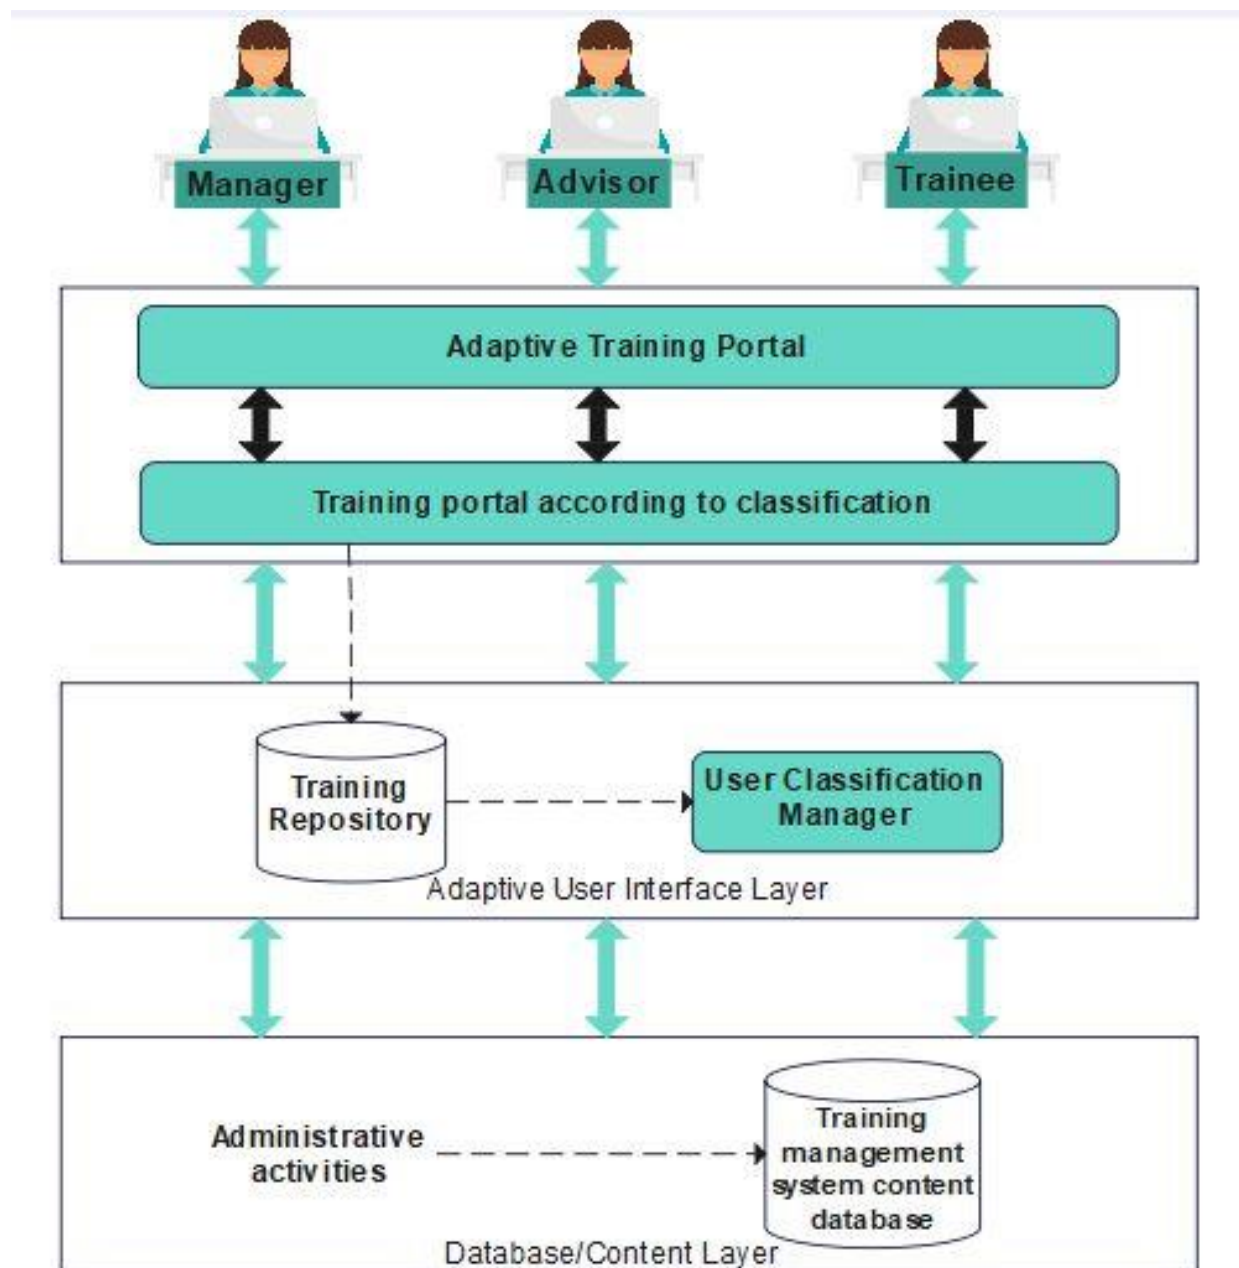 Manager
Advisor
Trainee
Adaptive Training Portal
Training portal according to classification
Training
Repository
User Classification
Manager
Adaptive User Interface Layer
Administrative
activities
Training
management
system content
database
Database/Content Layer